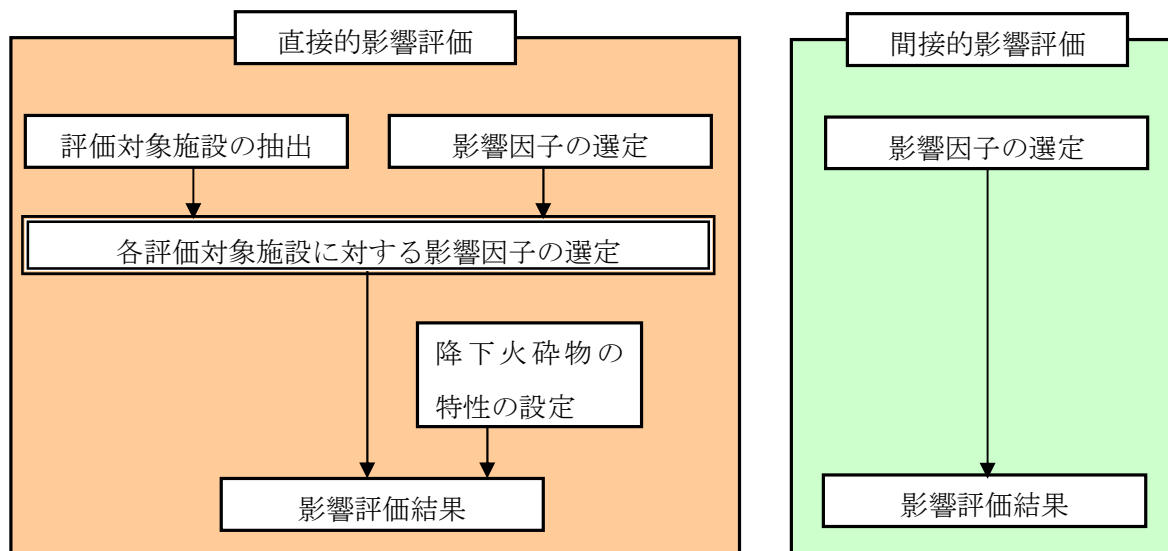 直接的影響評価
評価対象施設の抽出
影響因子の選定
各評価対象施設に対する影響因子の選定
降下火砕物の
特性の設定
影響評価結果
間接的影響評価
影響因子の選定
影響評価結果